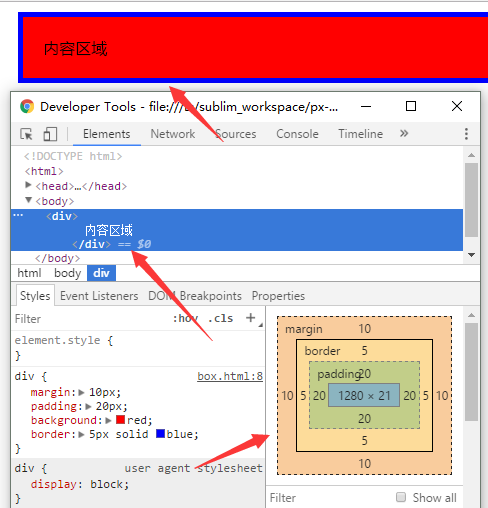 内容区域
Developer Tools - file:///D:/sublim_workspace/px-...
Elements Network Sources Console Timeline »
<!DOCTYPE html>
<html>
<head>…</head>
<body>
… <div>
内容区域
</div> == $0
</body>
html body div
Styles Event Listeners DOM Breakpoints Properties
Filter :hov .cls +
element.style {
}
div { box.html:8
margin: 10px;
padding: 20px;
background: red;
border: 5px solid blue;
}
div { user agent stylesheet
display: block;
}
margin 10
border 5
padding 20
10 5 20 1280 × 21 20 5 10
20
5
10
Filter Show all